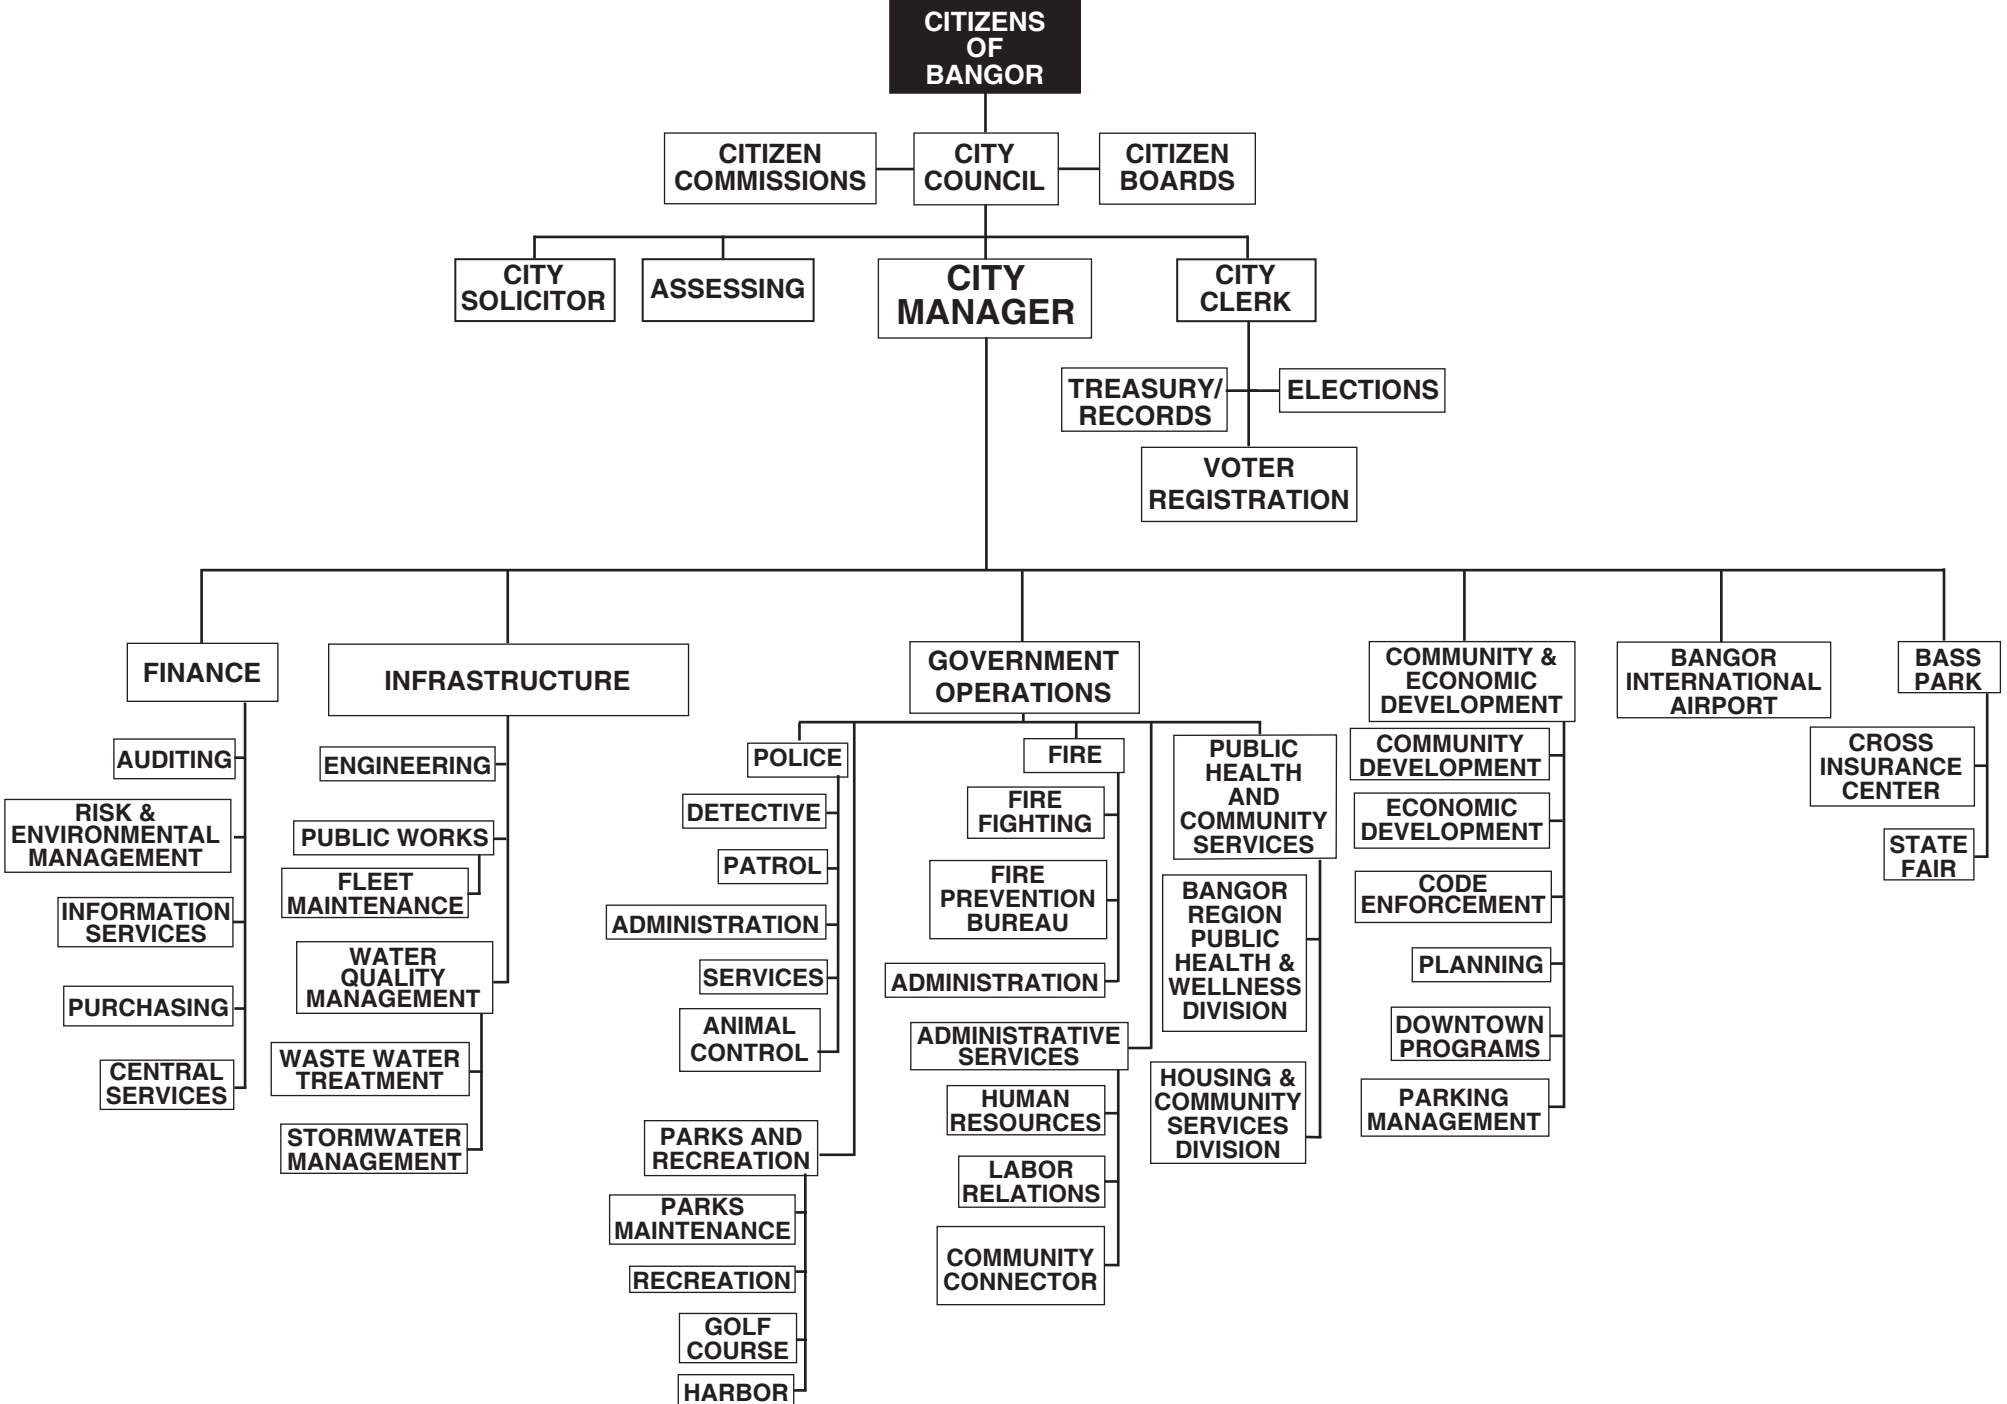 CITIZENS
OF
BANGOR
CITIZEN
COMMISSIONS
CITY
COUNCIL
CITIZEN
BOARDS
CITY
SOLICITOR
ASSESSING
CITY
MANAGER
CITY
CLERK
TREASURY/
RECORDS
ELECTIONS
VOTER
REGISTRATION
FINANCE
AUDITING
RISK &
ENVIRONMENTAL
MANAGEMENT
INFORMATION
SERVICES
PURCHASING
CENTRAL
SERVICES
INFRASTRUCTURE
ENGINEERING
PUBLIC WORKS
FLEET
MAINTENANCE
WATER
QUALITY
MANAGEMENT
WASTE WATER
TREATMENT
STORMWATER
MANAGEMENT
GOVERNMENT
OPERATIONS
POLICE
DETECTIVE
PATROL
ADMINISTRATION
SERVICES
ANIMAL
CONTROL
PARKS AND
RECREATION
PARKS
MAINTENANCE
RECREATION
GOLF
COURSE
HARBOR
FIRE
FIRE
FIGHTING
FIRE
PREVENTION
BUREAU
ADMINISTRATION
ADMINISTRATIVE
SERVICES
HUMAN
RESOURCES
LABOR
RELATIONS
COMMUNITY
CONNECTOR
PUBLIC
HEALTH
AND
COMMUNITY
SERVICES
BANGOR
REGION
PUBLIC
HEALTH &
WELLNESS
DIVISION
HOUSING &
COMMUNITY
SERVICES
DIVISION
COMMUNITY &
ECONOMIC
DEVELOPMENT
COMMUNITY
DEVELOPMENT
ECONOMIC
DEVELOPMENT
CODE
ENFORCEMENT
PLANNING
DOWNTOWN
PROGRAMS
PARKING
MANAGEMENT
BANGOR
INTERNATIONAL
AIRPORT
BASS
PARK
CROSS
INSURANCE
CENTER
STATE
FAIR